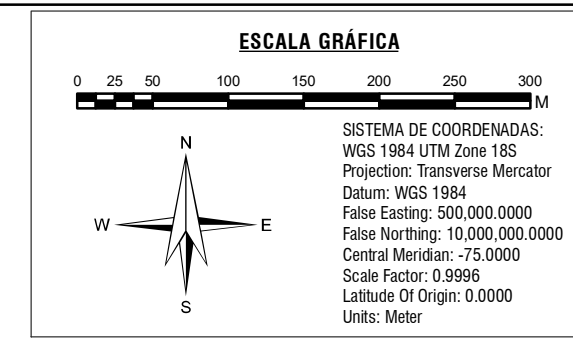 ESCALA GRÁFICA
0 25 50 100 150 200 250 300
M
N
W E
S
SISTEMA DE COORDENADAS:
WGS 1984 UTM Zone 18S
Projection: Transverse Mercator
Datum: WGS 1984
False Easting: 500,000.0000
False Northing: 10,000,000.0000
Central Meridian: -75.0000
Scale Factor: 0.9996
Latitude Of Origin: 0.0000
Units: Meter